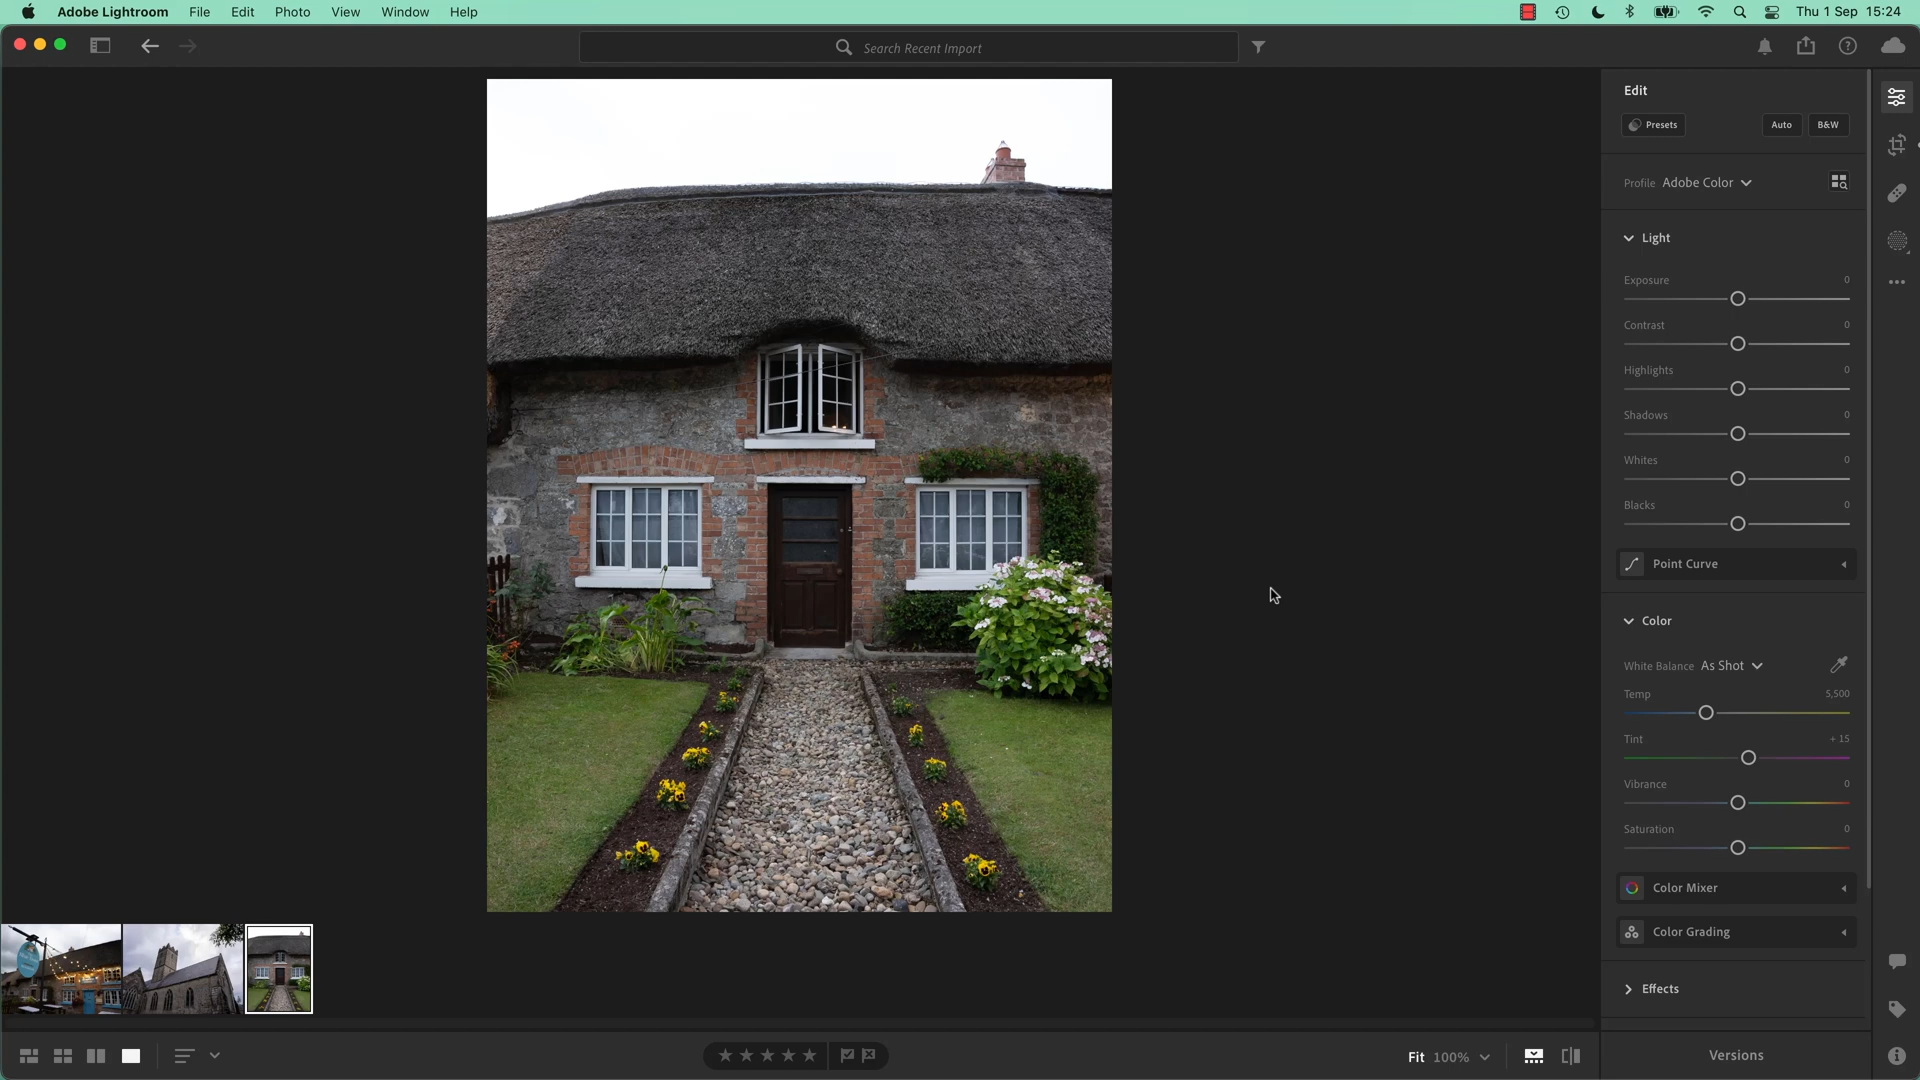 Adobe Lightroom File Edit Photo View Window Help Thu 1 Sep 15:24
Search Recent Import
Edit
Presets Auto B&W
Profile Adobe Color
Light
Exposure 0
Contrast 0
Highlights 0
Shadows 0
Whites 0
Blacks 0
Point Curve
Color
White Balance As Shot
Temp 5,500
Tint + 15
Vibrance 0
Saturation 0
Color Mixer
Color Grading
Effects
Fit 100% Versions